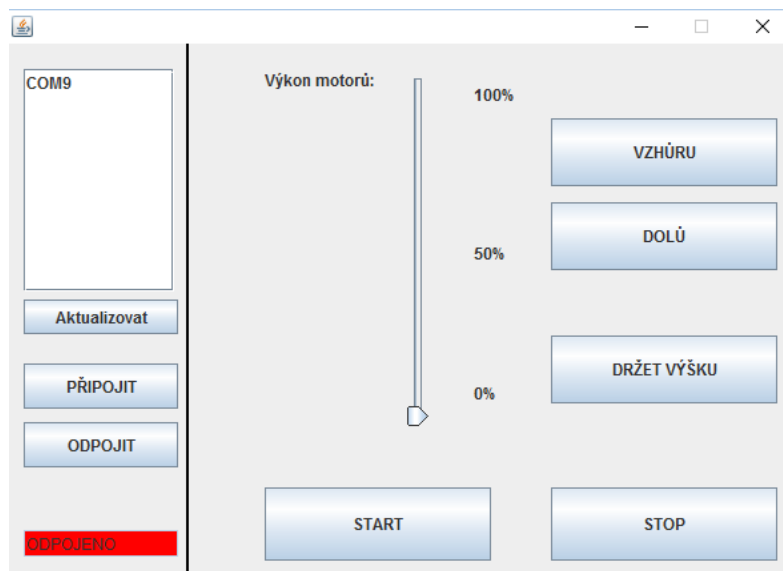 COM9
Aktualizovat
PŘIPOJIT
ODPOJIT
ODPOJENO
Výkon motorů:
100%
50%
0%
VZHŮRU
DOLŮ
DRŽET VÝŠKU
START
STOP